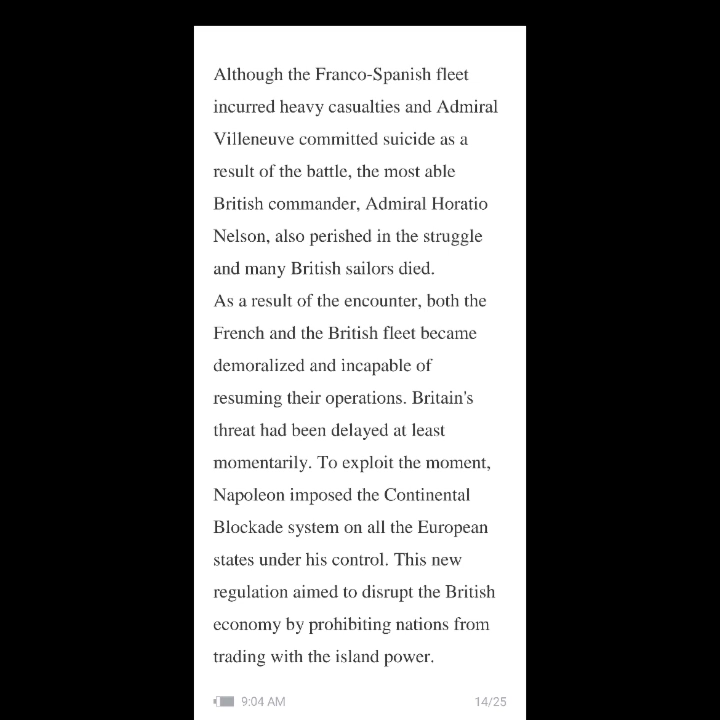 Although the Franco-Spanish fleet
incurred heavy casualties and Admiral
Villeneuve committed suicide as a
result of the battle, the most able
British commander, Admiral Horatio
Nelson, also perished in the struggle
and many British sailors died.
As a result of the encounter, both the
French and the British fleet became
demoralized and incapable of
resuming their operations. Britain's
threat had been delayed at least
momentarily. To exploit the moment,
Napoleon imposed the Continental
Blockade system on all the European
states under his control. This new
regulation aimed to disrupt the British
economy by prohibiting nations from
trading with the island power.
9:04 AM 14/25